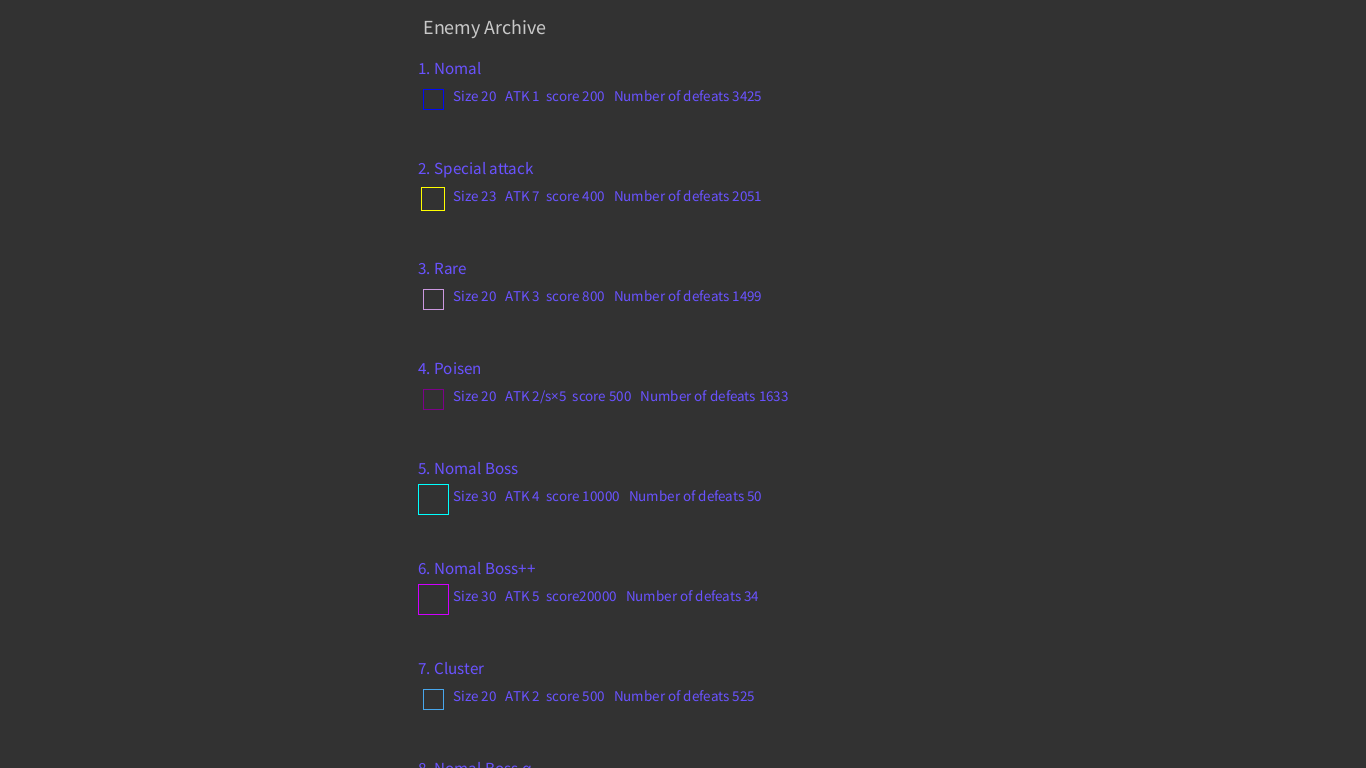 Enemy Archive
1. Nomal
Size 20 ATK 1 score 200 Number of defeats 3425
2. Special attack
Size 23 ATK 7 score 400 Number of defeats 2051
3. Rare
Size 20 ATK 3 score 800 Number of defeats 1499
4. Poisen
Size 20 ATK 2/s×5 score 500 Number of defeats 1633
5. Nomal Boss
Size 30 ATK 4 score 10000 Number of defeats 50
6. Nomal Boss++
Size 30 ATK 5 score20000 Number of defeats 34
7. Cluster
Size 20 ATK 2 score 500 Number of defeats 525
8. Nomal Boss